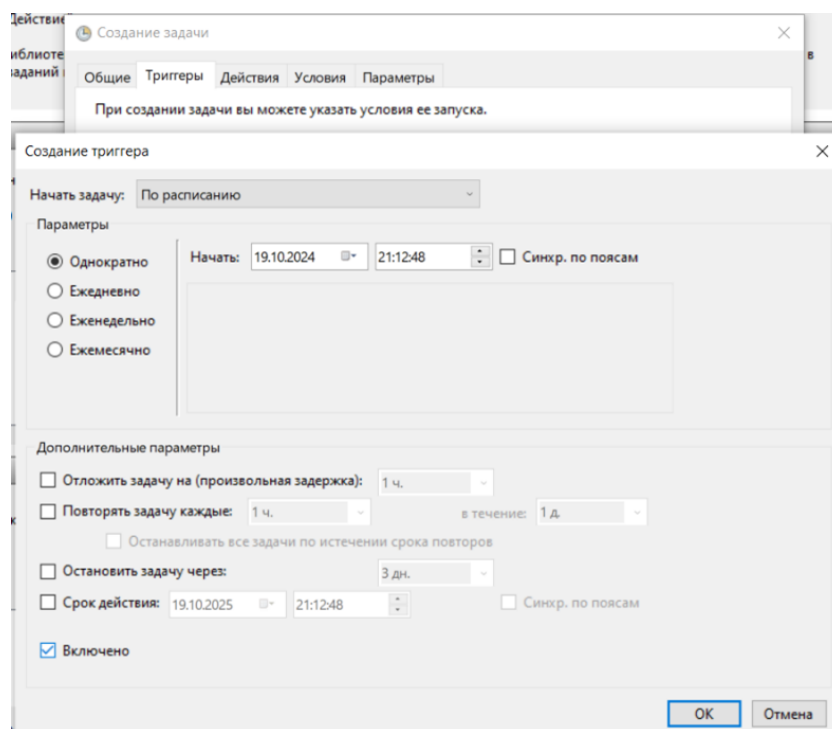 Действие
Создание задачи
иблиоте
в
заданий
Общие Триггеры Действия Условия Параметры
При создании задачи вы можете указать условия ее запуска.
Создание триггера
Начать задачу: По расписанию
Параметры
Однократно
Начать: 19.10.2024 21:12:48 Синхр. по поясам
Ежедневно
Еженедельно
Ежемесячно
Дополнительные параметры
Отложить задачу на (произвольная задержка): 1 ч.
Повторять задачу каждые: 1 ч. в течение: 1 д.
Останавливать все задачи по истечении срока повторов
Остановить задачу через: 3 дн.
Срок действия: 19.10.2025 21:12:48 Синхр. по поясам
Включено
ОК Отмена